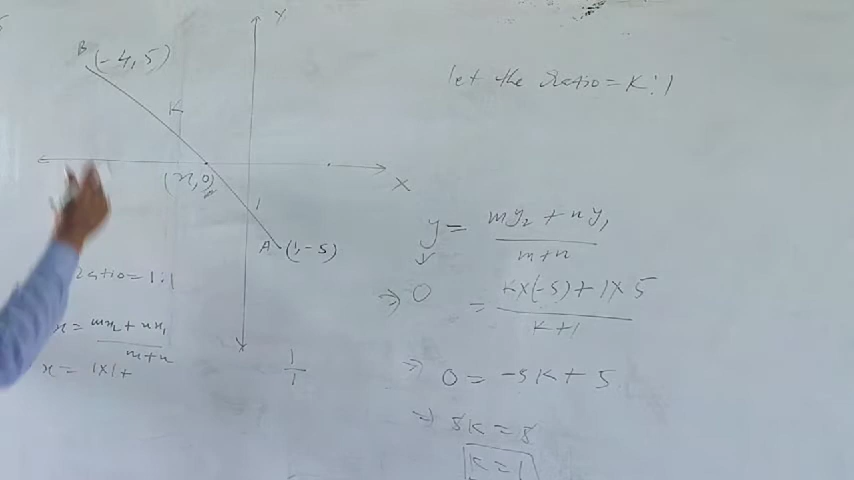 Y
B (-4,5)
let the Ratio = K:1
K
(x,0)
X
1
A (1,-5)
y = my₂ + ny₁
m+n
Ratio = 1:1
⇒ 0 = K×(-5) + 1×5
K+1
x = mx₂ + nx₁
m+n
x = 1×1+
1
1
⇒ 0 = -5K + 5
⇒ 5K = 5
K = 1